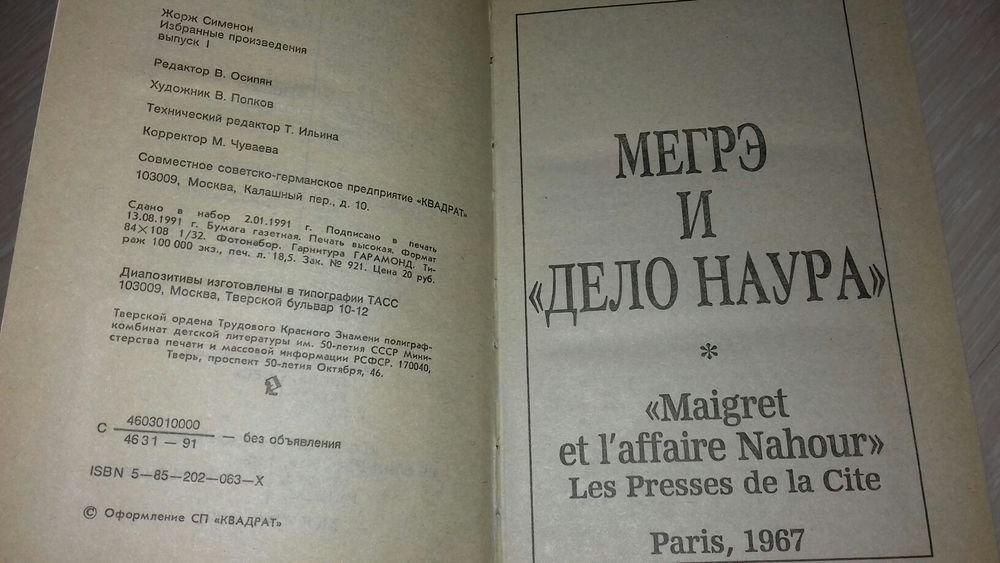 Жорж Сименон
Избранные произведения
выпуск I
Редактор В. Осипян
Художник В. Попков
Технический редактор Т. Ильина
Корректор М. Чуваева
Совместное советско-германское предприятие «КВАДРАТ»
103009, Москва, Калашный пер., д. 10.
Сдано в набор 2.01.1991 г. Подписано в печать
13.08.1991 г. Бумага газетная. Печать высокая. Формат
84×108 1/32. Фотонабор. Гарнитура ГАРАМОНД. Ти-
раж 100 000 экз., печ. л. 18,5. Зак. № 921. Цена 20 руб.
Диапозитивы изготовлены в типографии ТАСС
103009, Москва, Тверской бульвар 10-12
Тверской ордена Трудового Красного Знамени полиграф-
комбинат детской литературы им. 50-летия СССР Мини-
стерства печати и массовой информации РСФСР. 170040,
Тверь, проспект 50-летия Октября, 46.
С 4603010000
4631 — 91 — без объявления
ISBN 5-85-202-063-X
© Оформление СП «КВАДРАТ»
МЕГРЭ
И
«ДЕЛО НАУРА»
*
«Maigret
et l'affaire Nahour»
Les Presses de la Cite
Paris, 1967